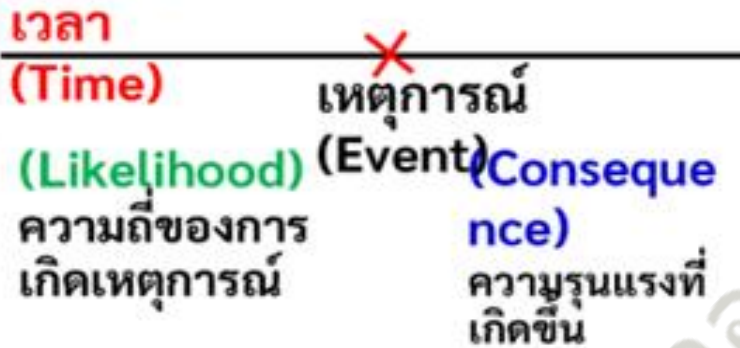 เวลา
(Time)
เหตุการณ์
(Event)
(Likelihood)
ความถี่ของการ
เกิดเหตุการณ์
(Conseque
nce)
ความรุนแรงที่
เกิดขึ้น